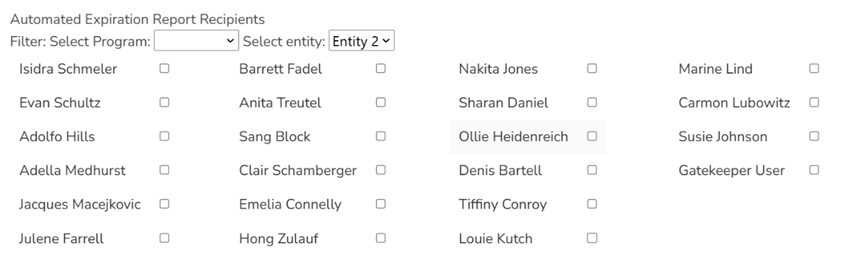 Automated Expiration Report Recipients
Filter: Select Program: Select entity: Entity 2
Isidra Schmeler Barrett Fadel Nakita Jones Marine Lind
Evan Schultz Anita Treutel Sharan Daniel Carmon Lubowitz
Adolfo Hills Sang Block Ollie Heidenreich Susie Johnson
Adella Medhurst Clair Schamberger Denis Bartell Gatekeeper User
Jacques Macejkovic Emelia Connelly Tiffiny Conroy
Julene Farrell Hong Zulauf Louie Kutch